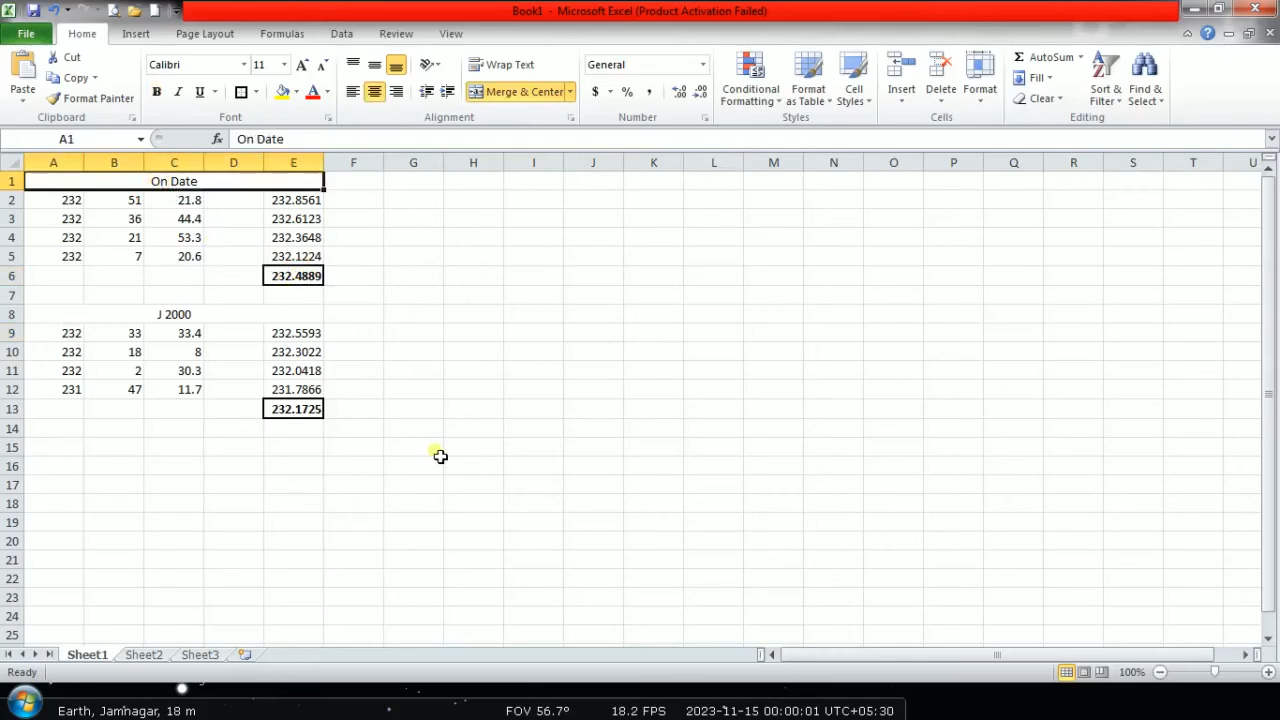 Book1 - Microsoft Excel (Product Activation Failed)
File Home Insert Page Layout Formulas Data Review View
Paste
Cut
Copy
Format Painter
Clipboard
Calibri 11
B I U
Font
Wrap Text
Merge & Center
Alignment
General
$ % ,
Number
Conditional Formatting
Format as Table
Cell Styles
Styles
Insert Delete Format
Cells
Σ AutoSum
Fill
Clear
Sort & Filter
Find & Select
Editing
A1 fx On Date
A B C D E F G H I J K L M N O P Q R S T U
1 On Date
2 232 51 21.8 232.8561
3 232 36 44.4 232.6123
4 232 21 53.3 232.3648
5 232 7 20.6 232.1224
6 232.4889
7
8 J 2000
9 232 33 33.4 232.5593
10 232 18 8 232.3022
11 232 2 30.3 232.0418
12 231 47 11.7 231.7866
13 232.1725
14
15
16
17
18
19
20
21
22
23
24
25
Sheet1 Sheet2 Sheet3
Ready 100%
Earth, Jamnagar, 18 m FOV 56.7° 18.2 FPS 2023-11-15 00:00:01 UTC+05:30